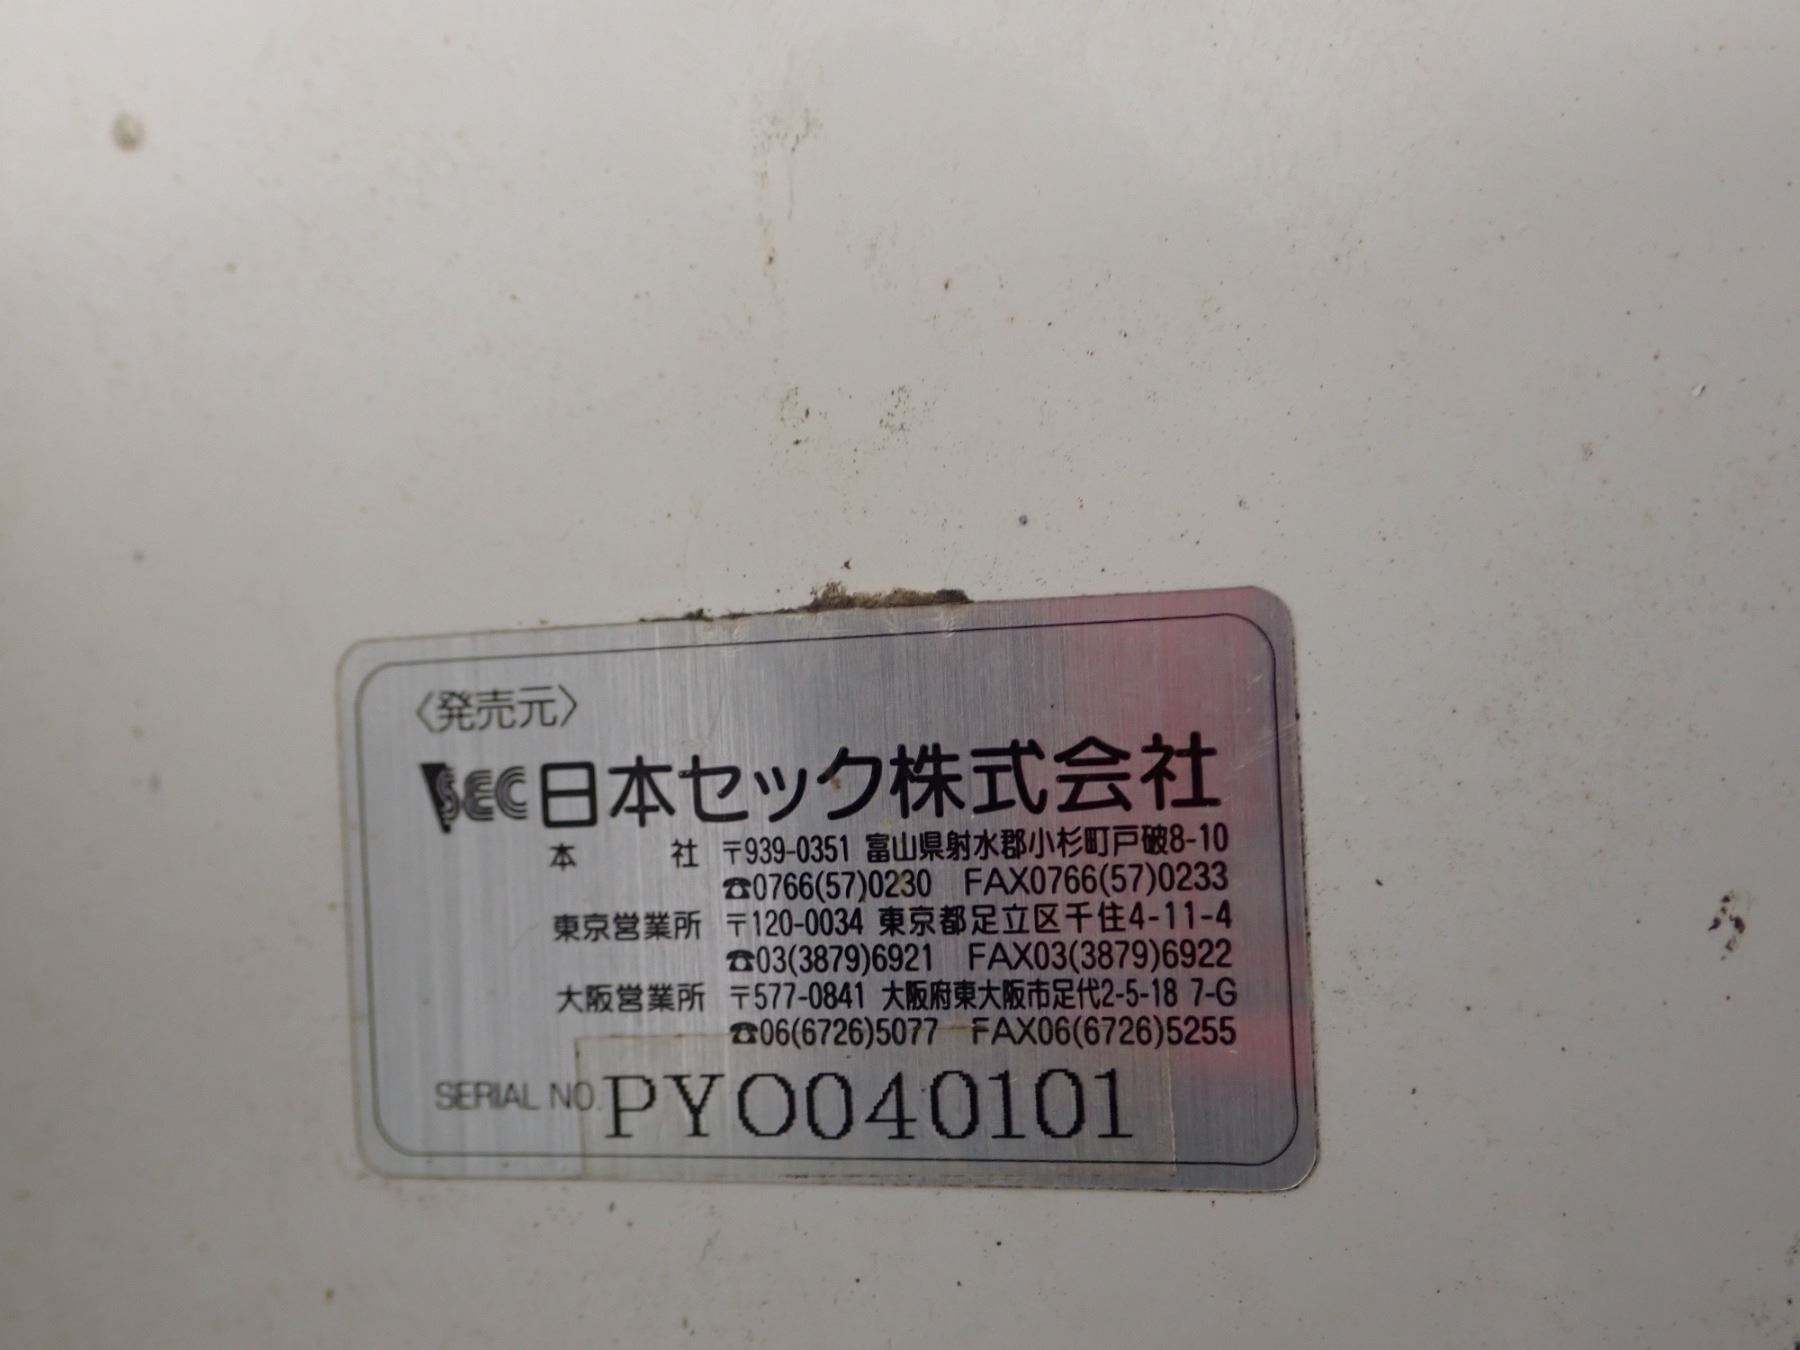 〈発売元〉
SEC 日本セック株式会社
本社 〒939-0351 富山県射水郡小杉町戸破8-10
☎0766(57)0230 FAX0766(57)0233
東京営業所 〒120-0034 東京都足立区千住4-11-4
☎03(3879)6921 FAX03(3879)6922
大阪営業所 〒577-0841 大阪府東大阪市足代2-5-18 7-G
☎06(6726)5077 FAX06(6726)5255
SERIAL NO. PYO040101